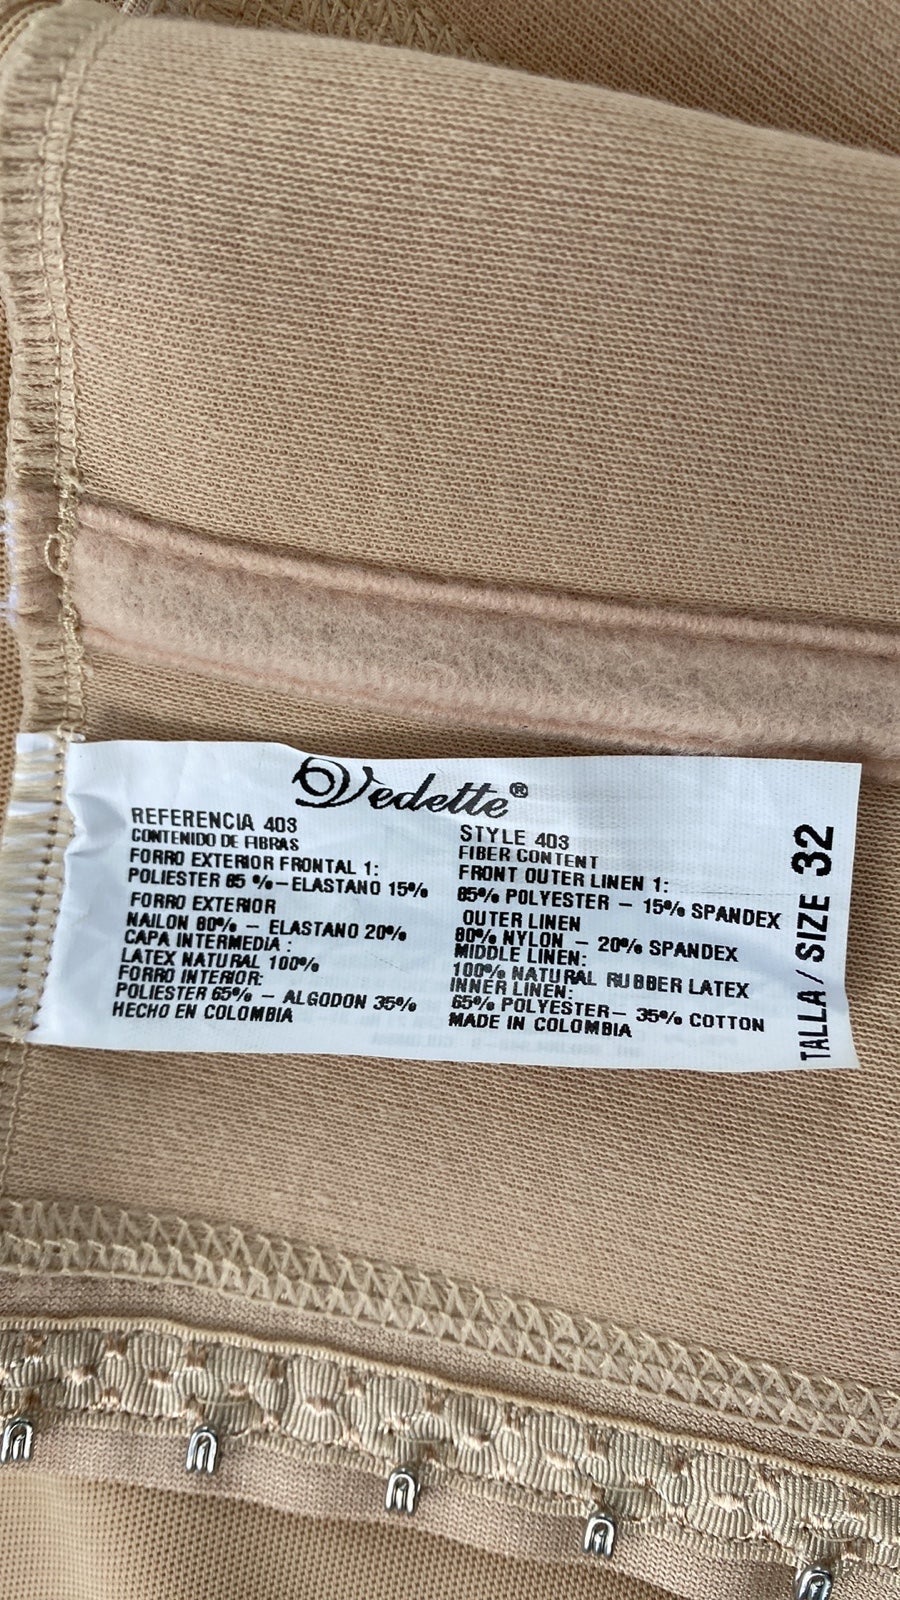 Vedette®
REFERENCIA 403
CONTENIDO DE FIBRAS
FORRO EXTERIOR FRONTAL 1:
POLIESTER 85 %–ELASTANO 15%
FORRO EXTERIOR
NAILON 80% – ELASTANO 20%
CAPA INTERMEDIA :
LATEX NATURAL 100%
FORRO INTERIOR:
POLIESTER 65% – ALGODON 35%
HECHO EN COLOMBIA
STYLE 403
FIBER CONTENT
FRONT OUTER LINEN 1:
85% POLYESTER – 15% SPANDEX
OUTER LINEN
80% NYLON – 20% SPANDEX
MIDDLE LINEN:
100% NATURAL RUBBER LATEX
INNER LINEN:
65% POLYESTER– 35% COTTON
MADE IN COLOMBIA
TALLA / SIZE 32